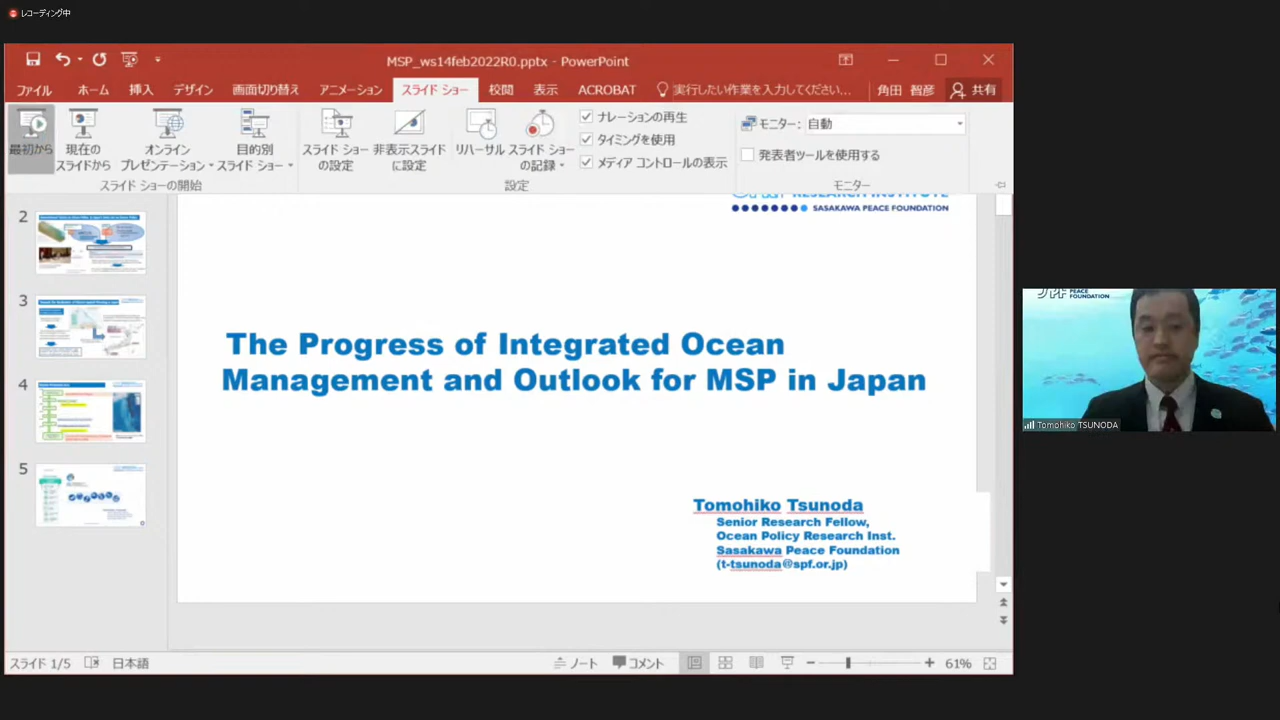 レコーディング中
MSP_ws14feb2022R0.pptx - PowerPoint
ファイル ホーム 挿入 デザイン 画面切り替え アニメーション スライド ショー 校閲 表示 ACROBAT 実行したい作業を入力してください... 角田 智彦 共有
最初から
現在の
スライドから
オンライン
プレゼンテーション
目的別
スライド ショー
スライド ショー
の設定
非表示スライド
に設定
リハーサル
スライド ショー
の記録
ナレーションの再生
タイミングを使用
メディア コントロールの表示
モニター: 自動
発表者ツールを使用する
スライド ショーの開始
設定
モニター
2
3
4
5
RESEARCH INSTITUTE
SASAKAWA PEACE FOUNDATION
The Progress of Integrated Ocean
Management and Outlook for MSP in Japan
Tomohiko Tsunoda
Senior Research Fellow,
Ocean Policy Research Inst.
Sasakawa Peace Foundation
(t-tsunoda@spf.or.jp)
PEACE
FOUNDATION
Tomohiko TSUNODA
スライド 1/5 日本語 ノート コメント 61%